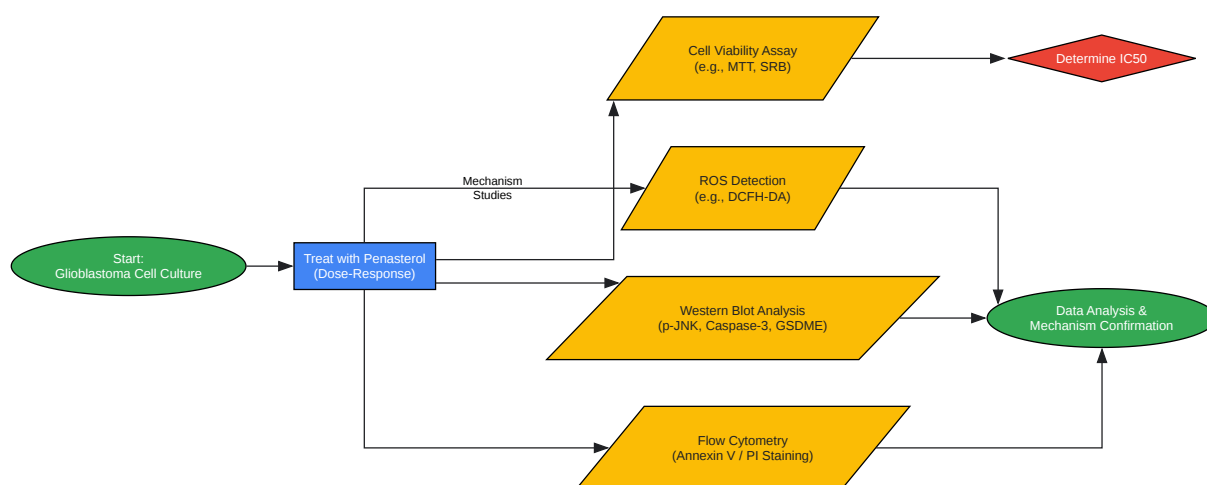 Start:
Glioblastoma Cell Culture
Treat with Penasterol
(Dose-Response)
Mechanism
Studies
Cell Viability Assay
(e.g., MTT, SRB)
Determine IC50
ROS Detection
(e.g., DCFH-DA)
Western Blot Analysis
(p-JNK, Caspase-3, GSDME)
Flow Cytometry
(Annexin V / PI Staining)
Data Analysis &
Mechanism Confirmation